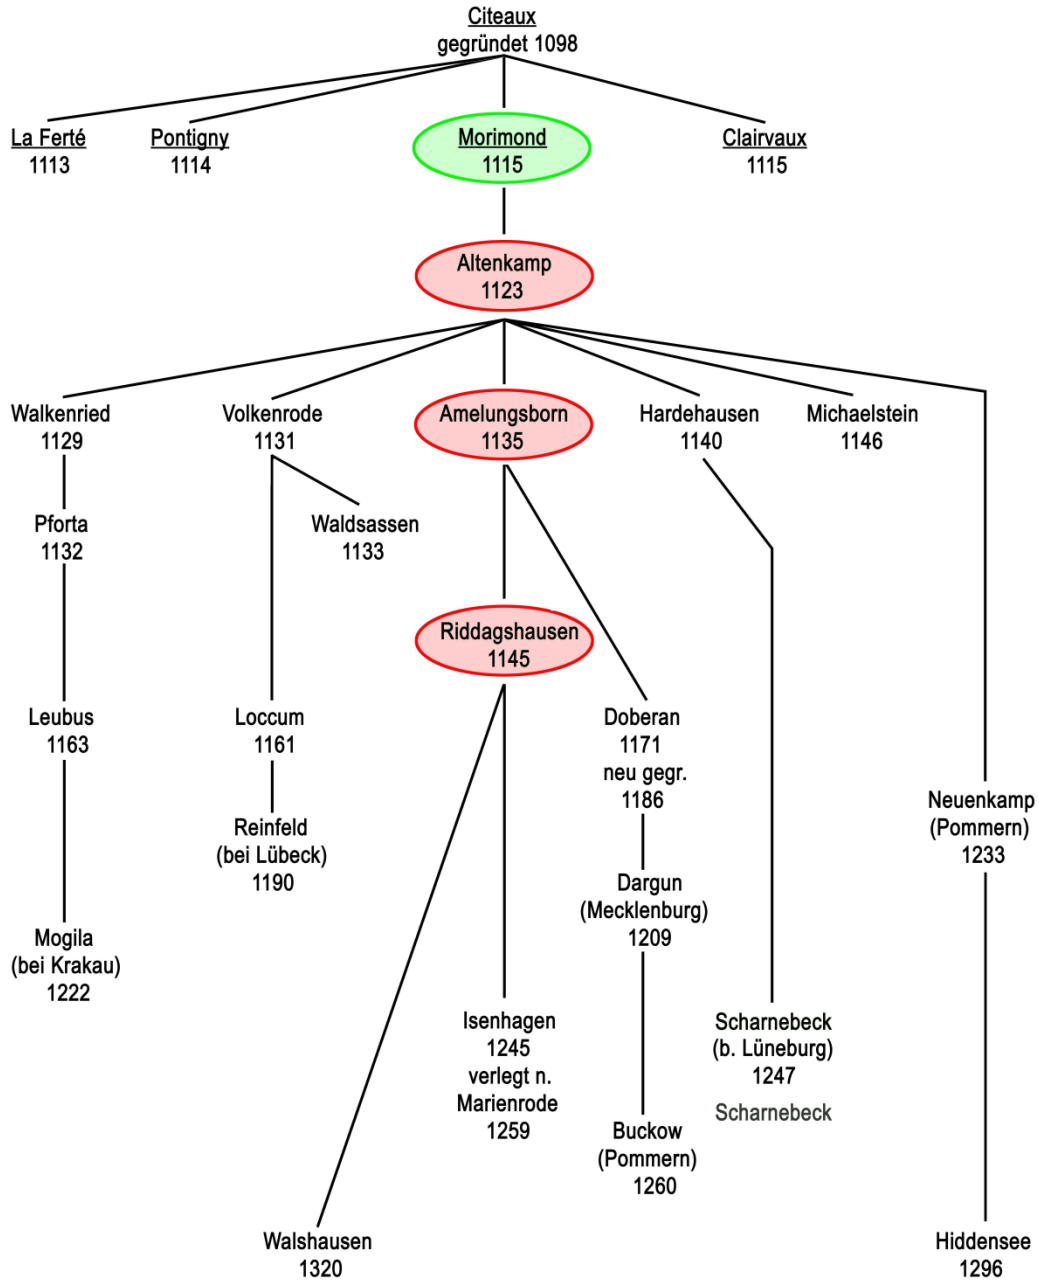 Citeaux
gegründet 1098
La Ferté
1113
Pontigny
1114
Morimond
1115
Clairvaux
1115
Altenkamp
1123
Walkenried
1129
Volkenrode
1131
Amelungsborn
1135
Hardehausen
1140
Michaelstein
1146
Pforta
1132
Waldsassen
1133
Riddagshausen
1145
Leubus
1163
Loccum
1161
Doberan
1171
neu gegr.
1186
Neuenkamp
(Pommern)
1233
Reinfeld
(bei Lübeck)
1190
Dargun
(Mecklenburg)
1209
Mogila
(bei Krakau)
1222
Isenhagen
1245
verlegt n.
Marienrode
1259
Scharnebeck
(b. Lüneburg)
1247
Scharnebeck
Buckow
(Pommern)
1260
Walshausen
1320
Hiddensee
1296